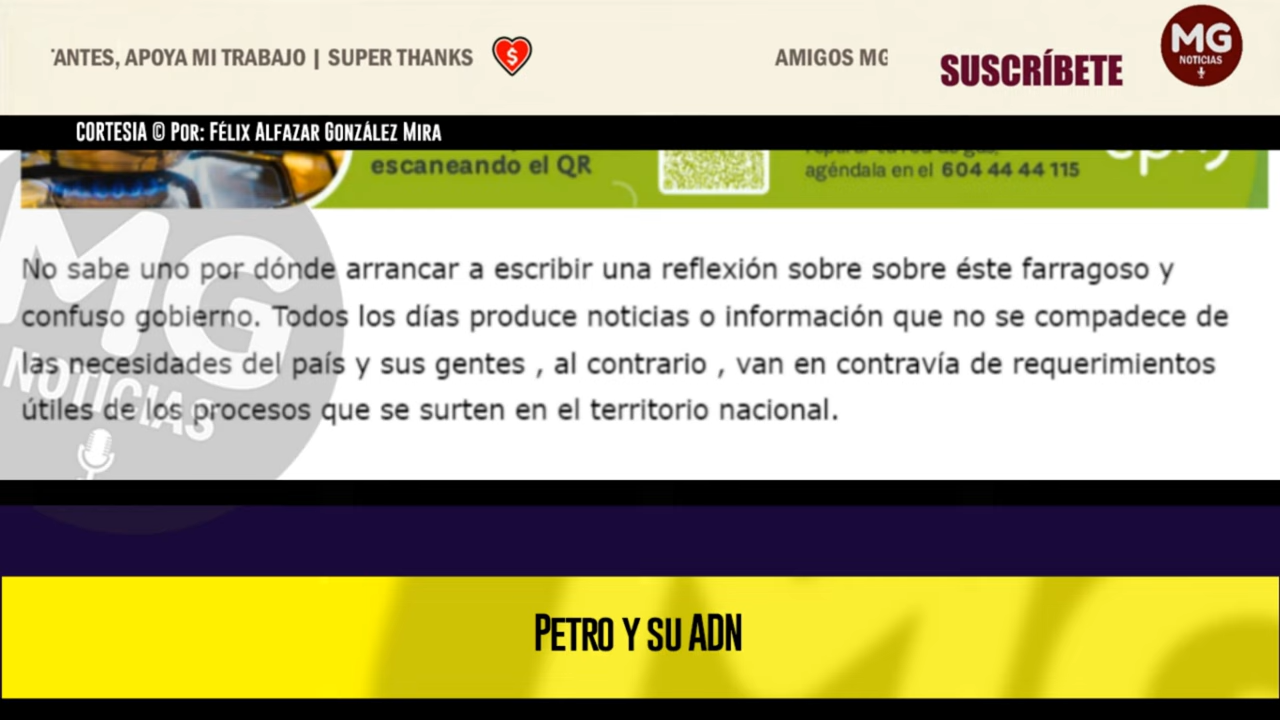 ANTES, APOYA MI TRABAJO | SUPER THANKS
AMIGOS MG
SUSCRÍBETE
MG
NOTICIAS
CORTESIA © Por: Félix Alfazar González Mira
escaneando el QR
agéndala en el 604 44 44 115
No sabe uno por dónde arrancar a escribir una reflexión sobre sobre éste farragoso y
confuso gobierno. Todos los días produce noticias o información que no se compadece de
las necesidades del país y sus gentes , al contrario , van en contravía de requerimientos
útiles de los procesos que se surten en el territorio nacional.
MG
NOTICIAS
Petro y su ADN